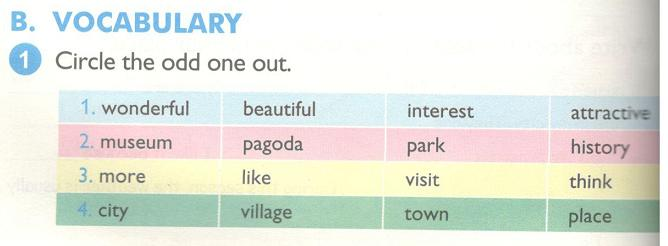 B. VOCABULARY
1 Circle the odd one out.
1. wonderful beautiful interest attractive
2. museum pagoda park history
3. more like visit think
4. city village town place